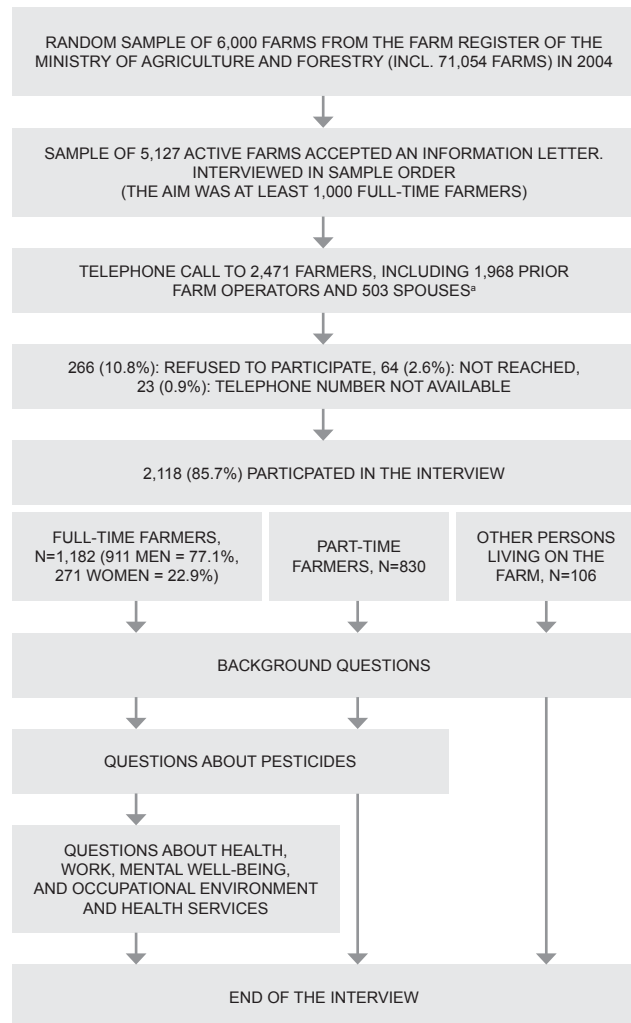 RANDOM SAMPLE OF 6,000 FARMS FROM THE FARM REGISTER OF THE
MINISTRY OF AGRICULTURE AND FORESTRY (INCL. 71,054 FARMS) IN 2004
SAMPLE OF 5,127 ACTIVE FARMS ACCEPTED AN INFORMATION LETTER.
INTERVIEWED IN SAMPLE ORDER
(THE AIM WAS AT LEAST 1,000 FULL-TIME FARMERS)
TELEPHONE CALL TO 2,471 FARMERS, INCLUDING 1,968 PRIOR
FARM OPERATORS AND 503 SPOUSESᵃ
266 (10.8%): REFUSED TO PARTICIPATE, 64 (2.6%): NOT REACHED,
23 (0.9%): TELEPHONE NUMBER NOT AVAILABLE
2,118 (85.7%) PARTICPATED IN THE INTERVIEW
FULL-TIME FARMERS,
N=1,182 (911 MEN = 77.1%,
271 WOMEN = 22.9%)
PART-TIME
FARMERS, N=830
OTHER PERSONS
LIVING ON THE
FARM, N=106
BACKGROUND QUESTIONS
QUESTIONS ABOUT PESTICIDES
QUESTIONS ABOUT HEALTH,
WORK, MENTAL WELL-BEING,
AND OCCUPATIONAL ENVIRONMENT
AND HEALTH SERVICES
END OF THE INTERVIEW